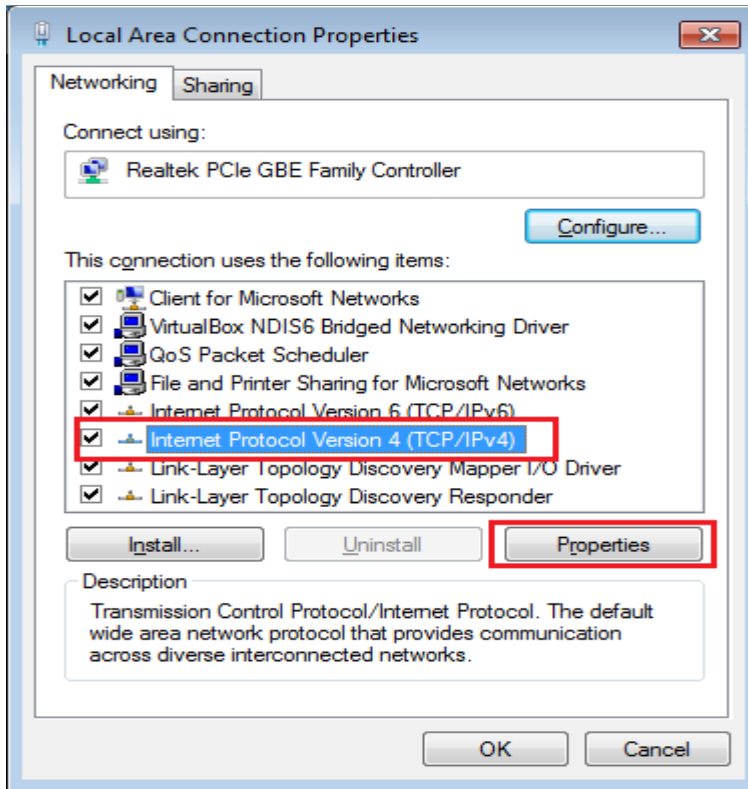 Local Area Connection Properties
Networking
Sharing
Connect using:
Realtek PCIe GBE Family Controller
Configure...
This connection uses the following items:
Client for Microsoft Networks
VirtualBox NDIS6 Bridged Networking Driver
QoS Packet Scheduler
File and Printer Sharing for Microsoft Networks
Internet Protocol Version 6 (TCP/IPv6)
Internet Protocol Version 4 (TCP/IPv4)
Link-Layer Topology Discovery Mapper I/O Driver
Link-Layer Topology Discovery Responder
Install...
Uninstall
Properties
Description
Transmission Control Protocol/Internet Protocol. The default
wide area network protocol that provides communication
across diverse interconnected networks.
OK
Cancel